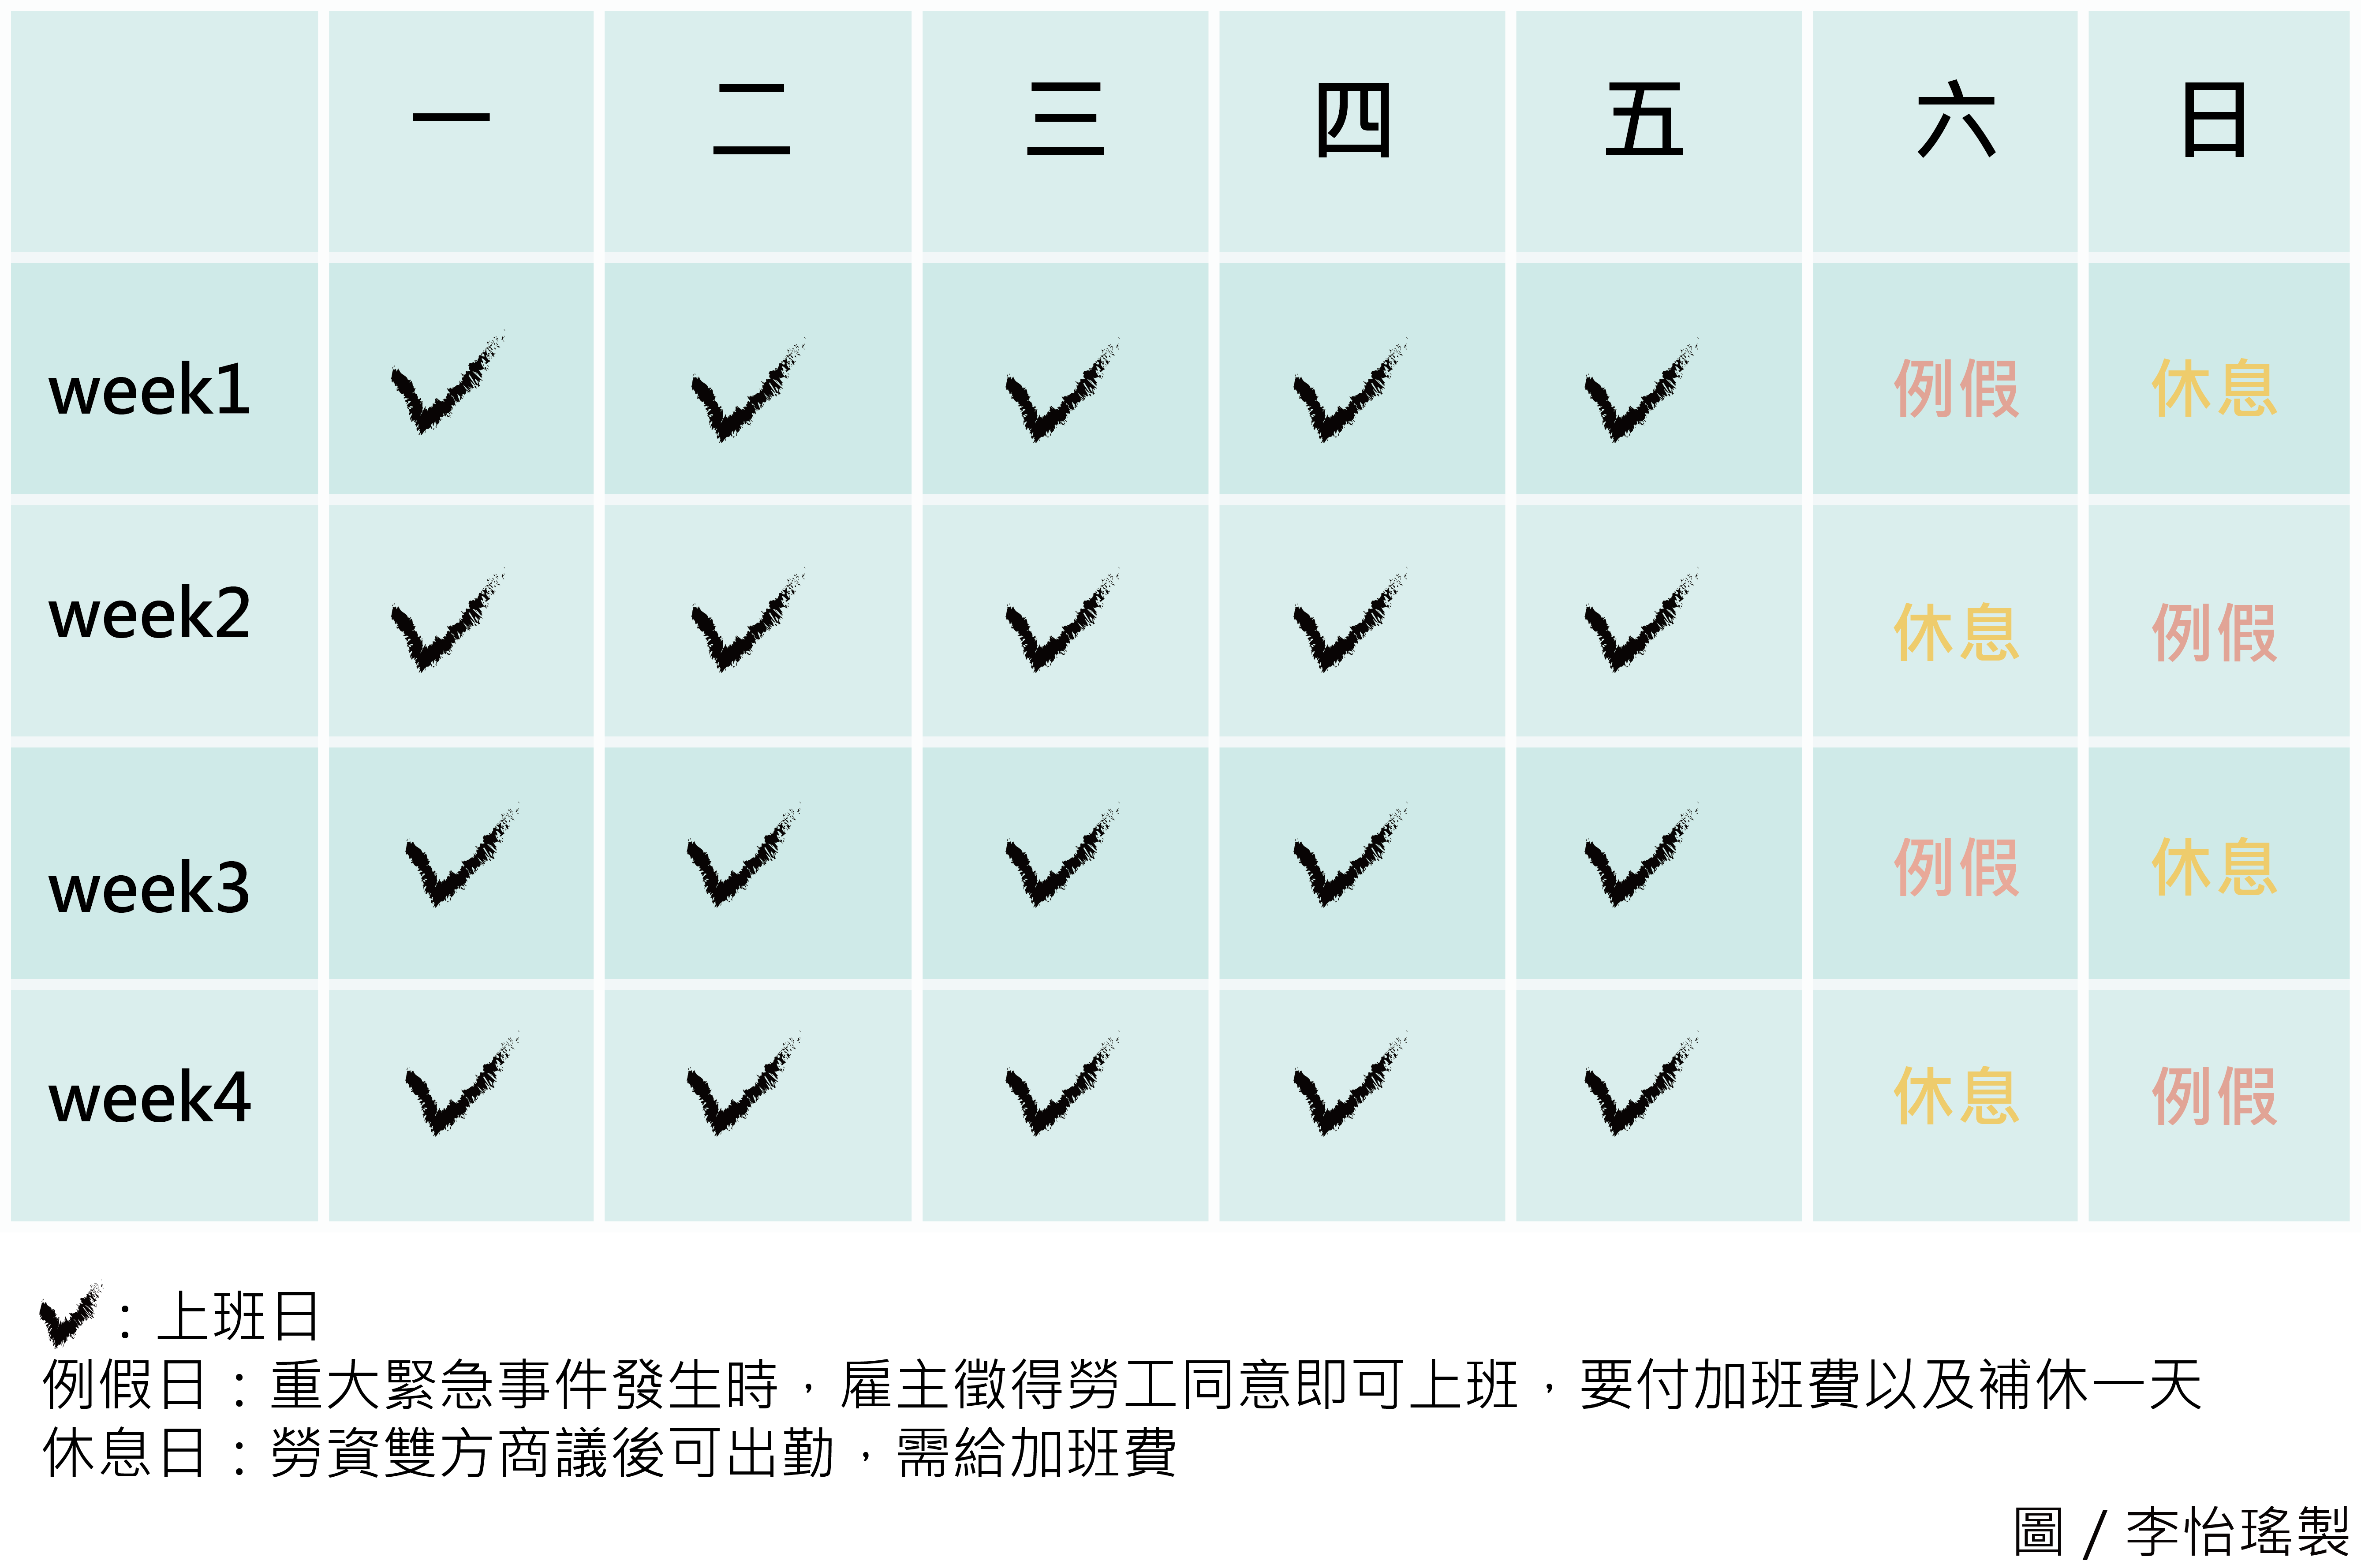 一 二 三 四 五 六 日
week1 例假 休息
week2 休息 例假
week3 例假 休息
week4 休息 例假
：上班日
例假日：重大緊急事件發生時，雇主徵得勞工同意即可上班，要付加班費以及補休一天
休息日：勞資雙方商議後可出勤，需給加班費
圖 / 李怡瑤製